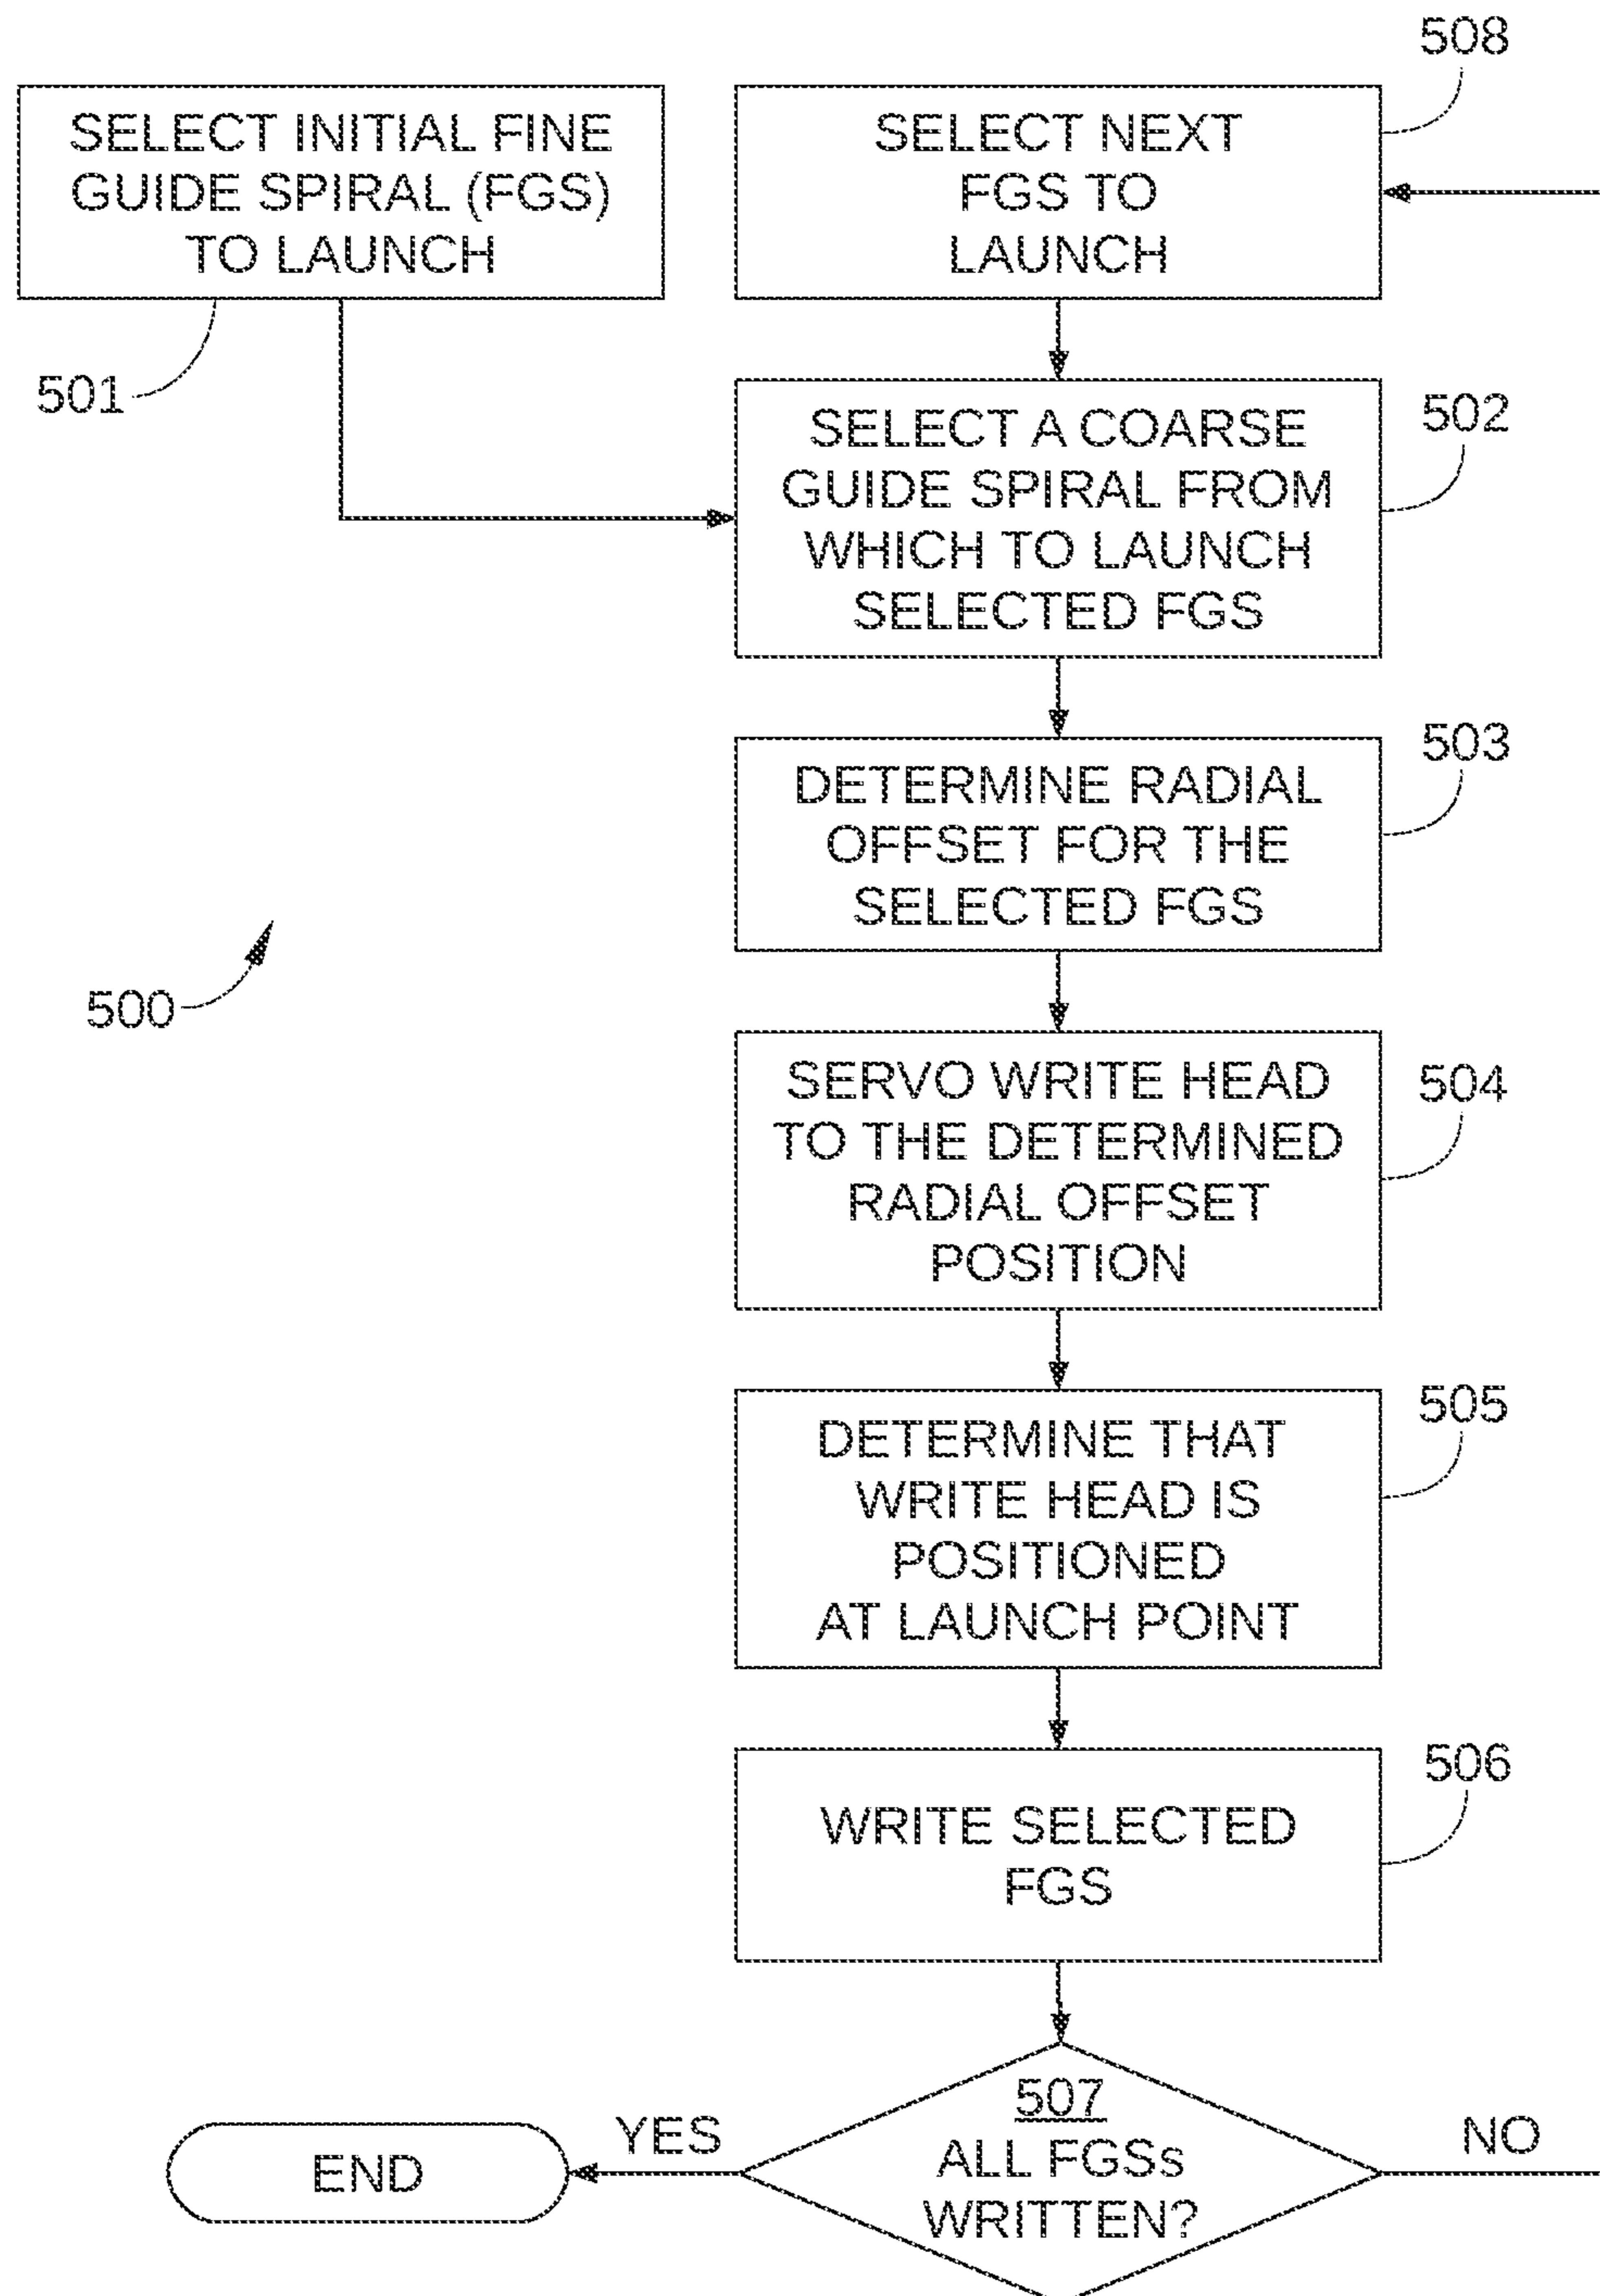 508
SELECT INITIAL FINE
GUIDE SPIRAL (FGS)
TO LAUNCH
501
SELECT NEXT
FGS TO
LAUNCH
SELECT A COARSE
GUIDE SPIRAL FROM
WHICH TO LAUNCH
SELECTED FGS
502
DETERMINE RADIAL
OFFSET FOR THE
SELECTED FGS
503
500
SERVO WRITE HEAD
TO THE DETERMINED
RADIAL OFFSET
POSITION
504
DETERMINE THAT
WRITE HEAD IS
POSITIONED
AT LAUNCH POINT
505
WRITE SELECTED
FGS
506
507
ALL FGSs
WRITTEN?
YES
NO
END